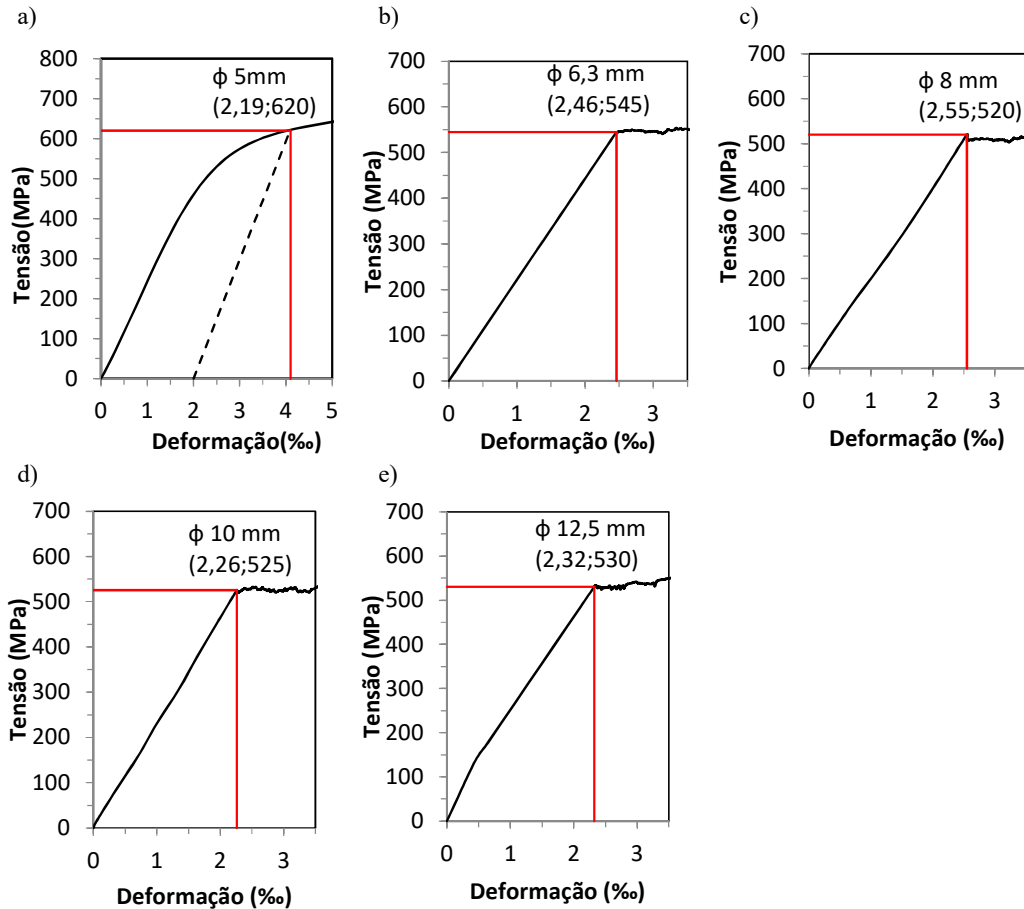 a)
800
700
600
500
400
300
200
100
0
Tensão(MPa)
ϕ 5mm
(2,19;620)
0 1 2 3 4 5
Deformação(‰)
b)
700
600
500
400
300
200
100
0
Tensão (MPa)
ϕ 6,3 mm
(2,46;545)
0 1 2 3
Deformação (‰)
c)
700
600
500
400
300
200
100
0
Tensão (MPa)
ϕ 8 mm
(2,55;520)
0 1 2 3
Deformação (‰)
d)
700
600
500
400
300
200
100
0
Tensão (MPa)
ϕ 10 mm
(2,26;525)
0 1 2 3
Deformação (‰)
e)
700
600
500
400
300
200
100
0
Tensão (MPa)
ϕ 12,5 mm
(2,32;530)
0 1 2 3
Deformação (‰)